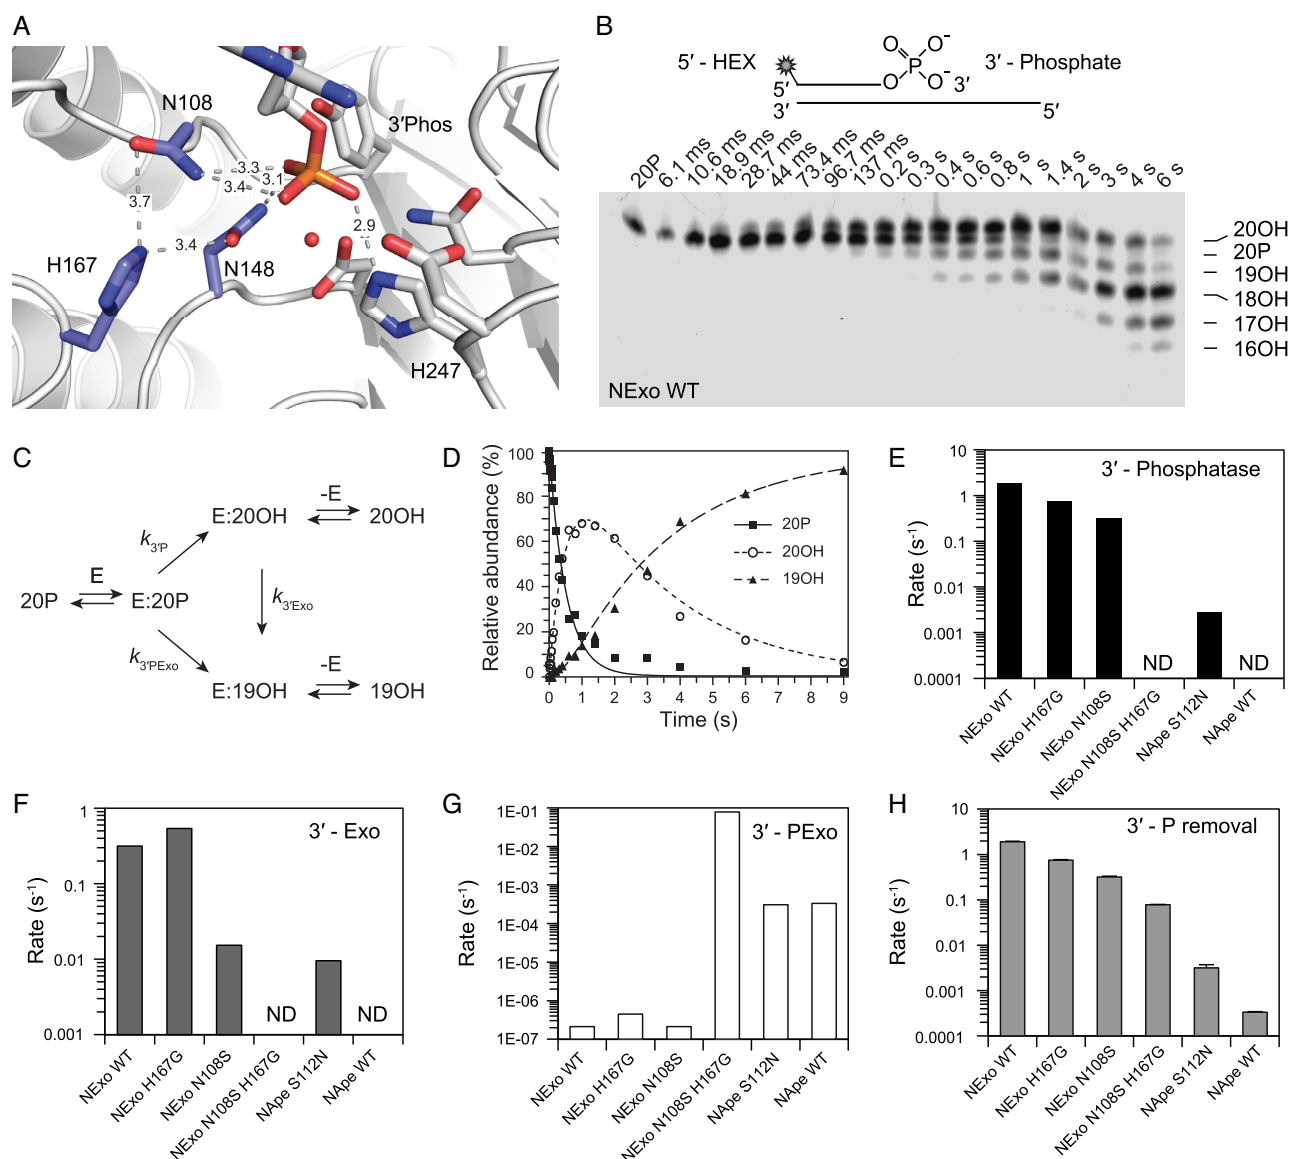 A
N108
3′Phos
3.3
3.1
3.4
3.7
2.9
3.4
H167
N148
H247
B
5′ - HEX
O
O⁻
P
O
O⁻
3′
3′ - Phosphate
5′
3′
5′
20P
6.1 ms
10.6 ms
18.9 ms
28.7 ms
44 ms
73.4 ms
96.7 ms
137 ms
0.2 s
0.3 s
0.4 s
0.6 s
0.8 s
1 s
1.4 s
2 s
3 s
4 s
6 s
20OH
20P
19OH
18OH
17OH
16OH
NExo WT
C
-E
E:20OH
20OH
k3′P
E
20P
E:20P
k3′Exo
k3′PExo
-E
E:19OH
19OH
D
Relative abundance (%)
100
80
60
40
20
0
20P
20OH
19OH
0
1
2
3
4
5
6
7
8
9
Time (s)
E
3′ - Phosphatase
Rate (s⁻¹)
10
1
0.1
0.01
0.001
0.0001
ND
ND
NExo WT
NExo H167G
NExo N108S
NExo N108S H167G
NApe S112N
NApe WT
F
3′ - Exo
Rate (s⁻¹)
1
0.1
0.01
0.001
ND
ND
NExo WT
NExo H167G
NExo N108S
NExo N108S H167G
NApe S112N
NApe WT
G
3′ - PExo
Rate (s⁻¹)
1E-01
1E-02
1E-03
1E-04
1E-05
1E-06
1E-07
NExo WT
NExo H167G
NExo N108S
NExo N108S H167G
NApe S112N
NApe WT
H
3′ - P removal
Rate (s⁻¹)
10
1
0.1
0.01
0.001
0.0001
NExo WT
NExo H167G
NExo N108S
NExo N108S H167G
NApe S112N
NApe WT